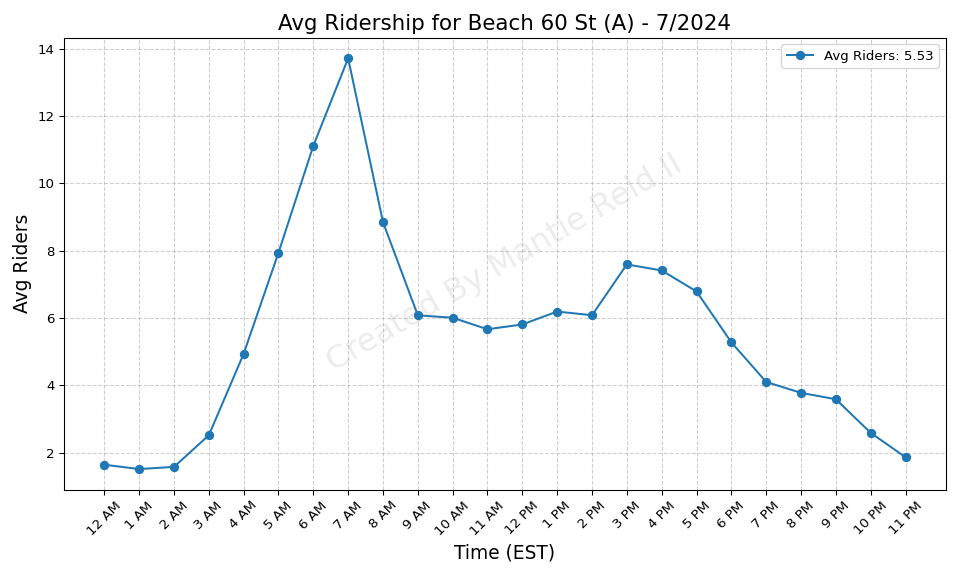 Avg Ridership for Beach 60 St (A) - 7/2024
Avg Riders: 5.53
14
12
10
8
6
4
2
Avg Riders
Created By Mantie Reid II
12 AM
1 AM
2 AM
3 AM
4 AM
5 AM
6 AM
7 AM
8 AM
9 AM
10 AM
11 AM
12 PM
1 PM
2 PM
3 PM
4 PM
5 PM
6 PM
7 PM
8 PM
9 PM
10 PM
11 PM
Time (EST)